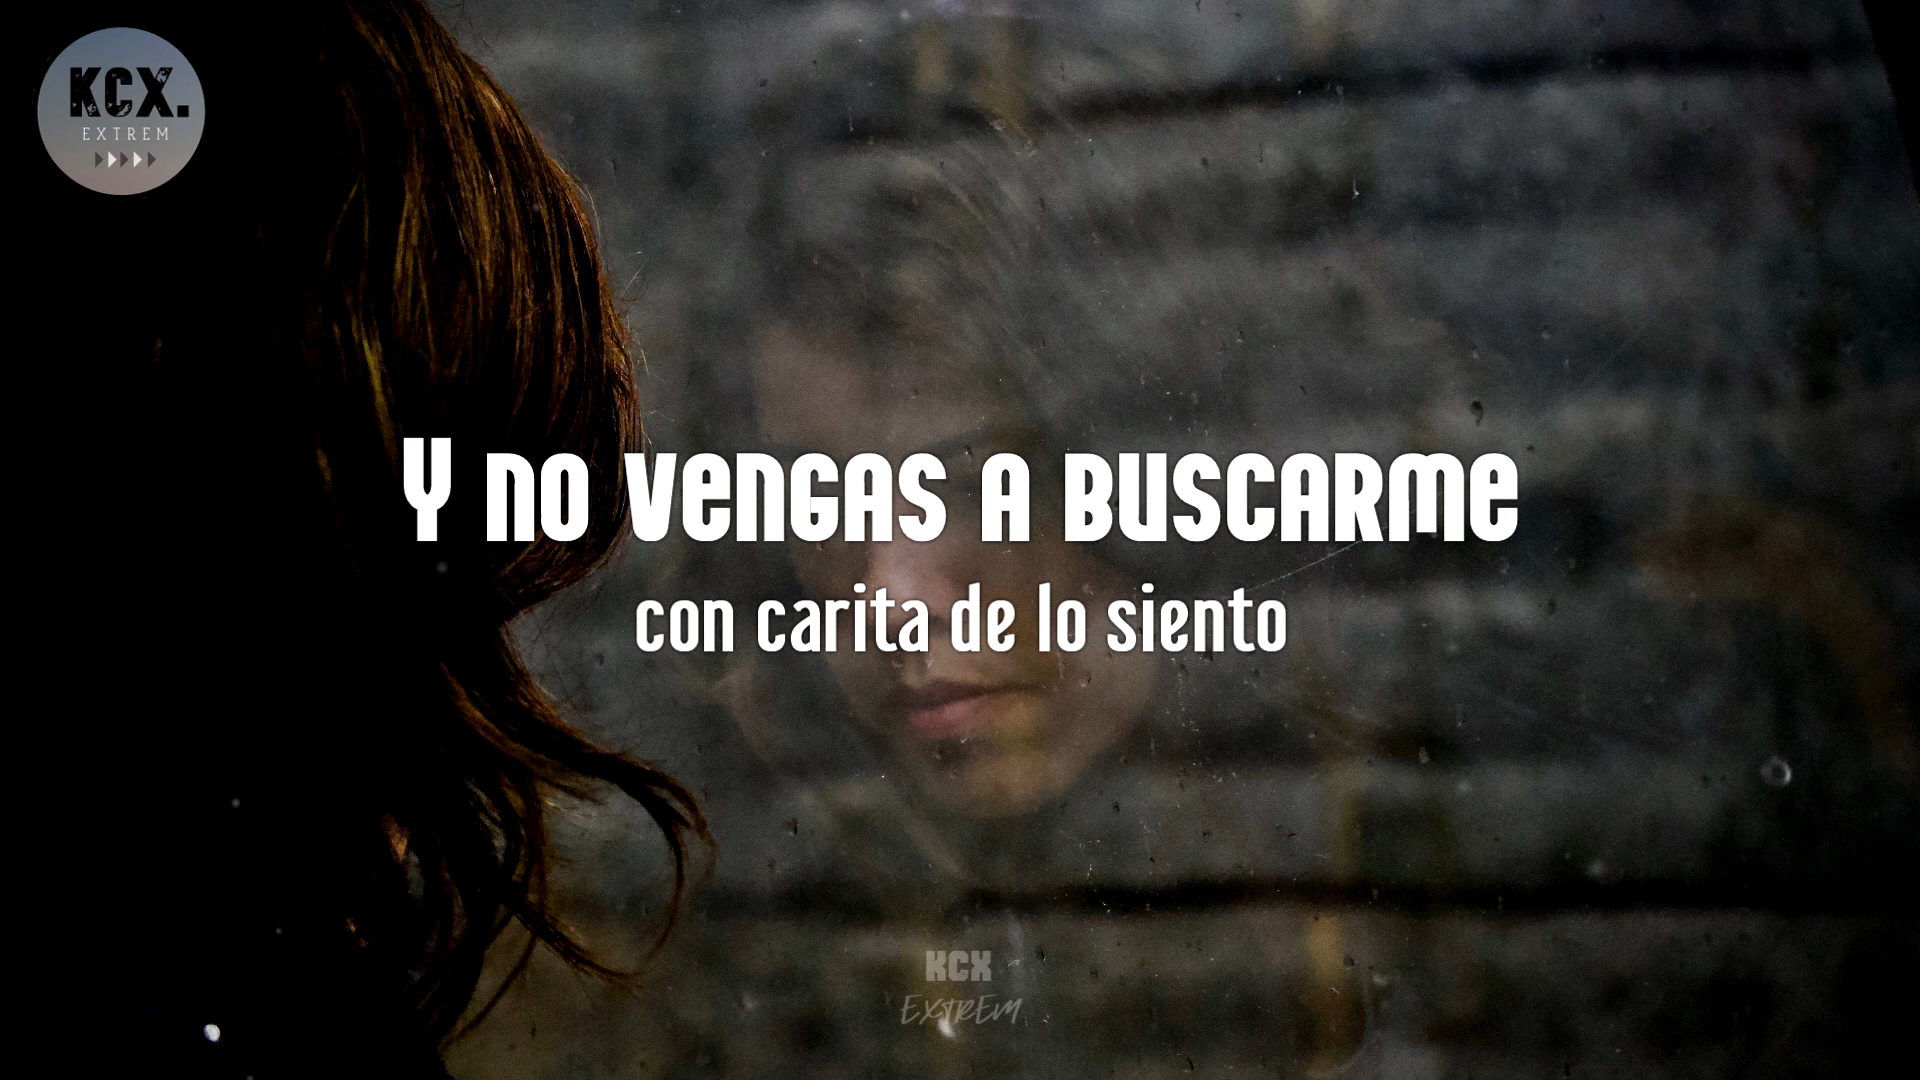 KCX.
EXTREM
Y no vengas a buscarme
con carita de lo siento
KCX
EXTREM